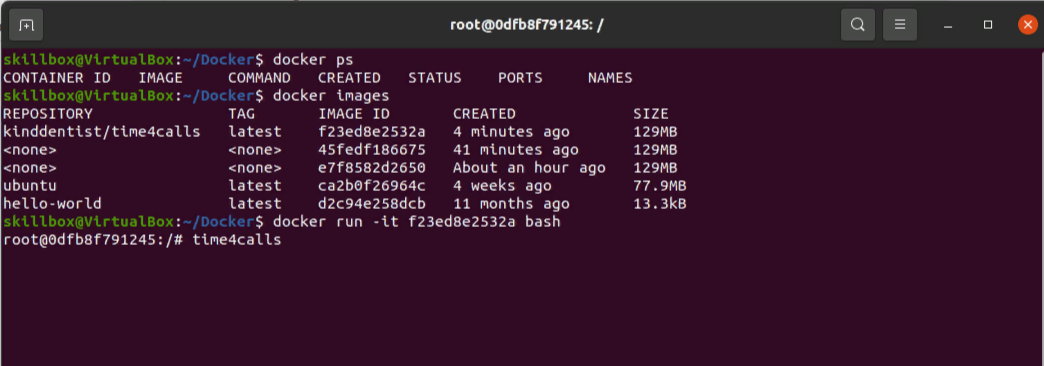 root@0dfb8f791245: /
skillbox@VirtualBox:~/Docker$ docker ps
CONTAINER ID   IMAGE     COMMAND   CREATED   STATUS    PORTS     NAMES
skillbox@VirtualBox:~/Docker$ docker images
REPOSITORY               TAG       IMAGE ID       CREATED             SIZE
kinddentist/time4calls   latest    f23ed8e2532a   4 minutes ago       129MB
<none>                   <none>    45fedf186675   41 minutes ago      129MB
<none>                   <none>    e7f8582d2650   About an hour ago   129MB
ubuntu                   latest    ca2b0f26964c   4 weeks ago         77.9MB
hello-world              latest    d2c94e258dcb   11 months ago       13.3kB
skillbox@VirtualBox:~/Docker$ docker run -it f23ed8e2532a bash
root@0dfb8f791245:/# time4calls